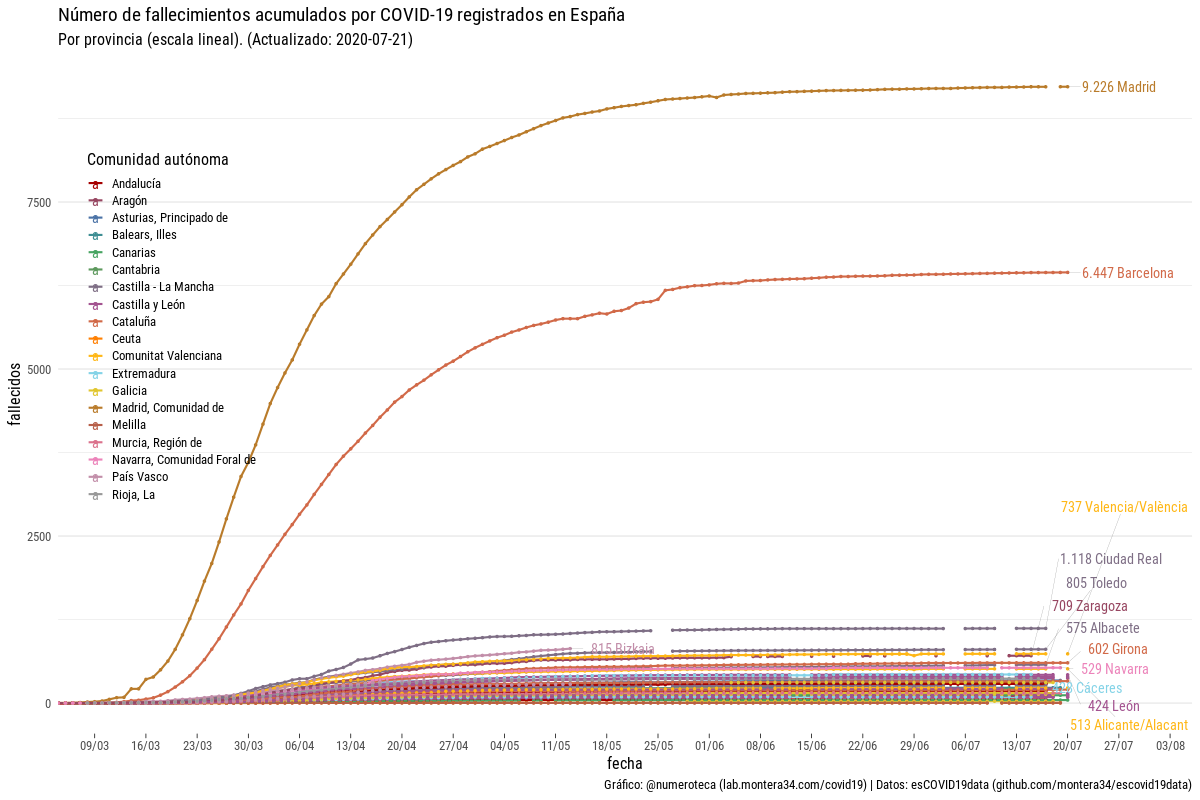 Número de fallecimientos acumulados por COVID-19 registrados en España
Por provincia (escala lineal). (Actualizado: 2020-07-21)
9.226 Madrid
Comunidad autónoma
Andalucía
Aragón
Asturias, Principado de
Balears, Illes
Canarias
Cantabria
Castilla - La Mancha
Castilla y León
Cataluña
Ceuta
Comunitat Valenciana
Extremadura
Galicia
Madrid, Comunidad de
Melilla
Murcia, Región de
Navarra, Comunidad Foral de
País Vasco
Rioja, La
7500
5000
2500
0
fallecidos
6.447 Barcelona
737 Valencia/València
1.118 Ciudad Real
805 Toledo
709 Zaragoza
575 Albacete
815 Bizkaia
602 Girona
529 Navarra
Cáceres
424 León
513 Alicante/Alacant
09/03 16/03 23/03 30/03 06/04 13/04 20/04 27/04 04/05 11/05 18/05 25/05 01/06 08/06 15/06 22/06 29/06 06/07 13/07 20/07 27/07 03/08
fecha
Gráfico: @numeroteca (lab.montera34.com/covid19) | Datos: esCOVID19data (github.com/montera34/escovid19data)